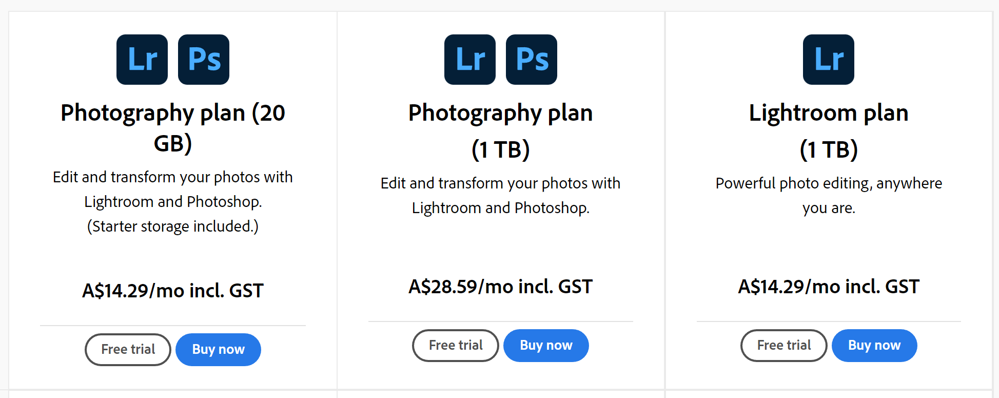 Lr Ps
Photography plan (20
GB)
Edit and transform your photos with
Lightroom and Photoshop.
(Starter storage included.)
A$14.29/mo incl. GST
Free trial
Buy now
Lr Ps
Photography plan
(1 TB)
Edit and transform your photos with
Lightroom and Photoshop.
A$28.59/mo incl. GST
Free trial
Buy now
Lr
Lightroom plan
(1 TB)
Powerful photo editing, anywhere
you are.
A$14.29/mo incl. GST
Free trial
Buy now